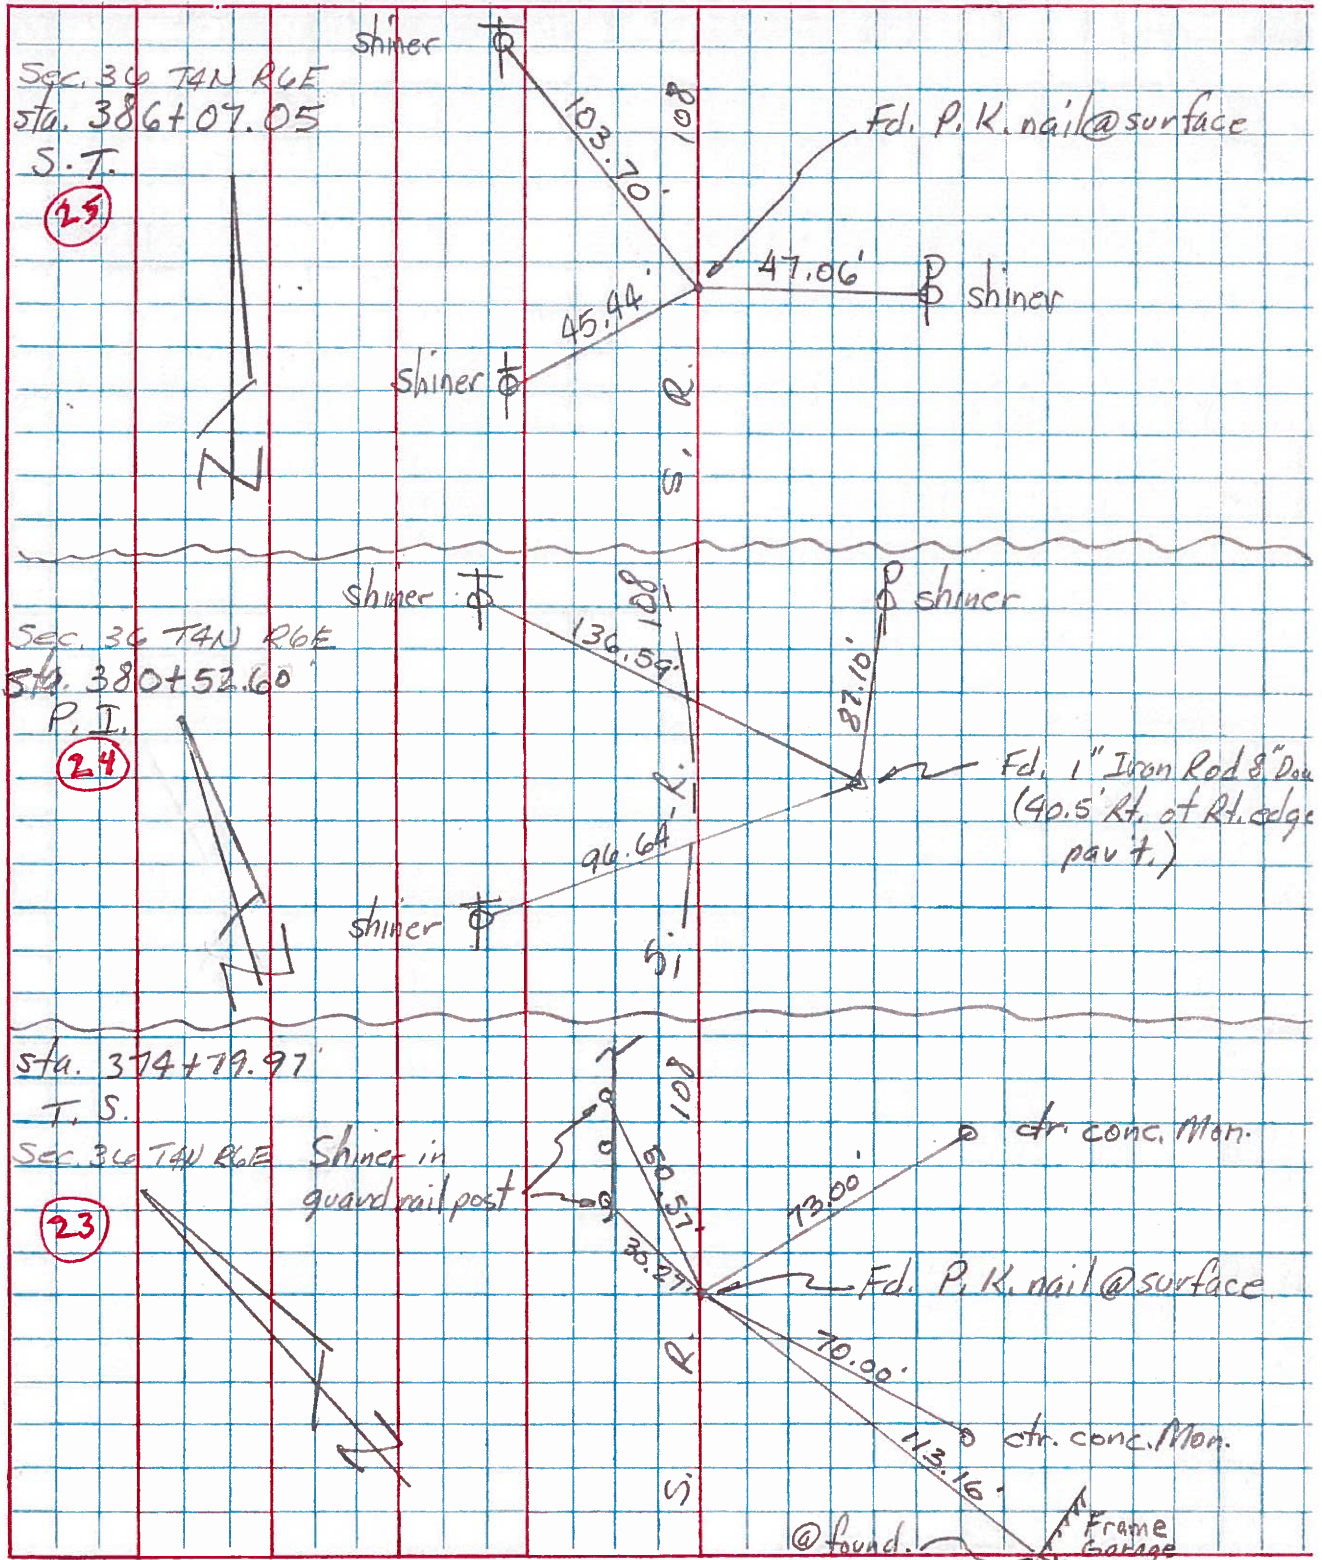 shiner
Sec. 36 T4N R6E
sta. 386+07.05
S.T.
25
103.70'
108
Fd. P.K. nail @ surface
47.06'
shiner
45.44'
shiner
S. R.
N
shiner
108
shiner
Sec. 36 T4N R6E
sta. 380+52.60'
P.I.
24
136.59'
87.10'
Fd. 1" Iron Rod 8" Dow
(40.5' Rt. of Rt. edge
pav't.)
96.64'
shiner
S. R.
N
sta. 374+79.97'
T.S.
Sec. 36 T4N R6E
23
Shiner in
guard rail post
108
60.57'
ctr. conc. Mon.
73.00'
30.27'
Fd. P.K. nail @ surface
70.00'
ctr. conc. Mon.
113.16'
S. R.
N
@ found.
Frame
Garage